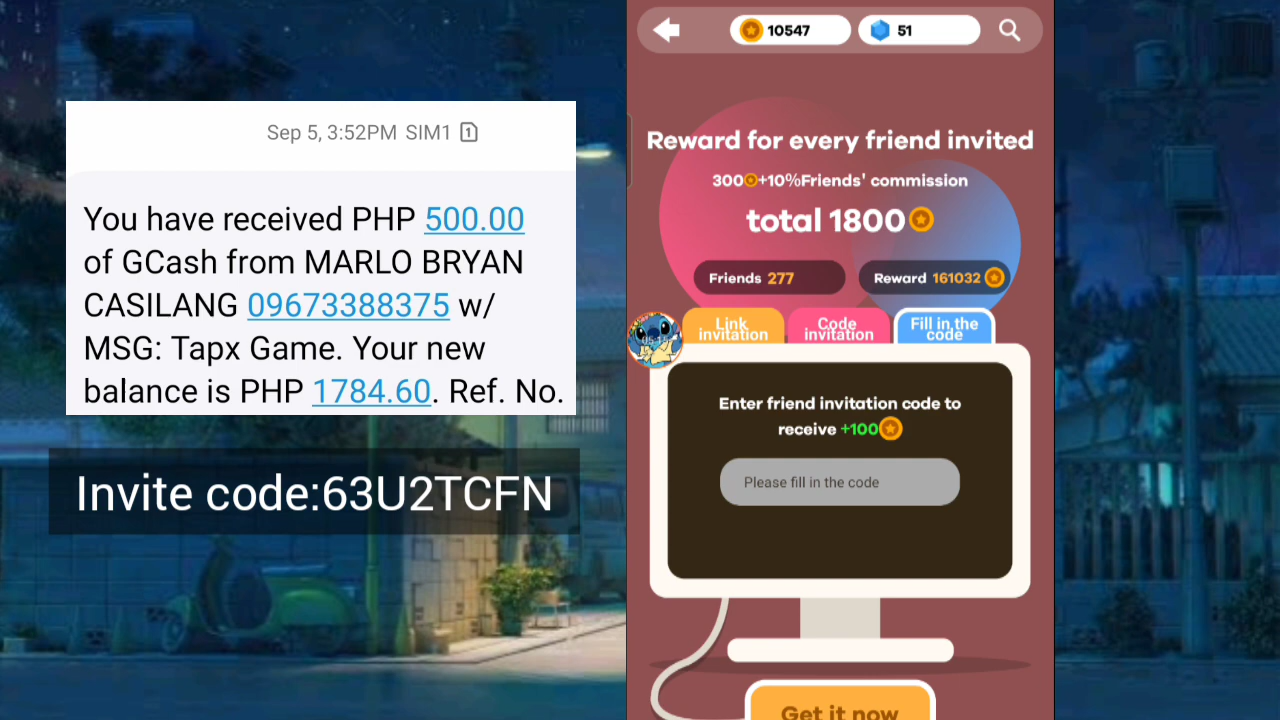 Sep 5, 3:52PM SIM1 1
You have received PHP 500.00
of GCash from MARLO BRYAN
CASILANG 09673388375 w/
MSG: Tapx Game. Your new
balance is PHP 1784.60. Ref. No.
Invite code:63U2TCFN
10547
51
Reward for every friend invited
300+10%Friends' commission
total 1800
Friends 277
Reward 161032
Link
invitation
Code
invitation
Fill in the
code
Enter friend invitation code to
receive +100
Please fill in the code
Get it now